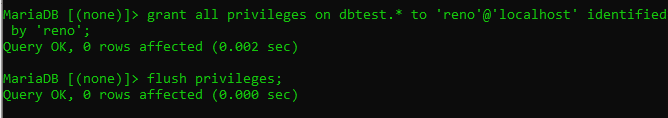 MariaDB [(none)]> grant all privileges on dbtest.* to 'reno'@'localhost' identified
by 'reno';
Query OK, 0 rows affected (0.002 sec)
MariaDB [(none)]> flush privileges;
Query OK, 0 rows affected (0.000 sec)